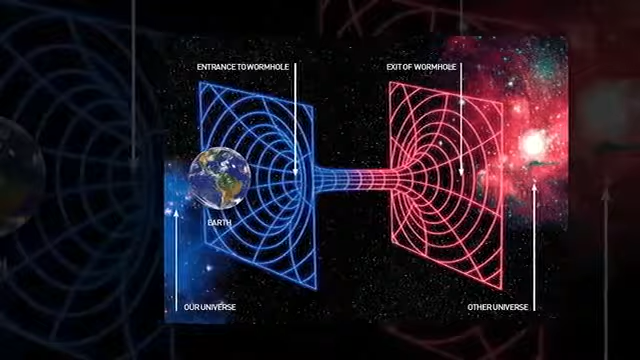 ENTRANCE TO WORMHOLE
EXIT OF WORMHOLE
EARTH
OUR UNIVERSE
OTHER UNIVERSE